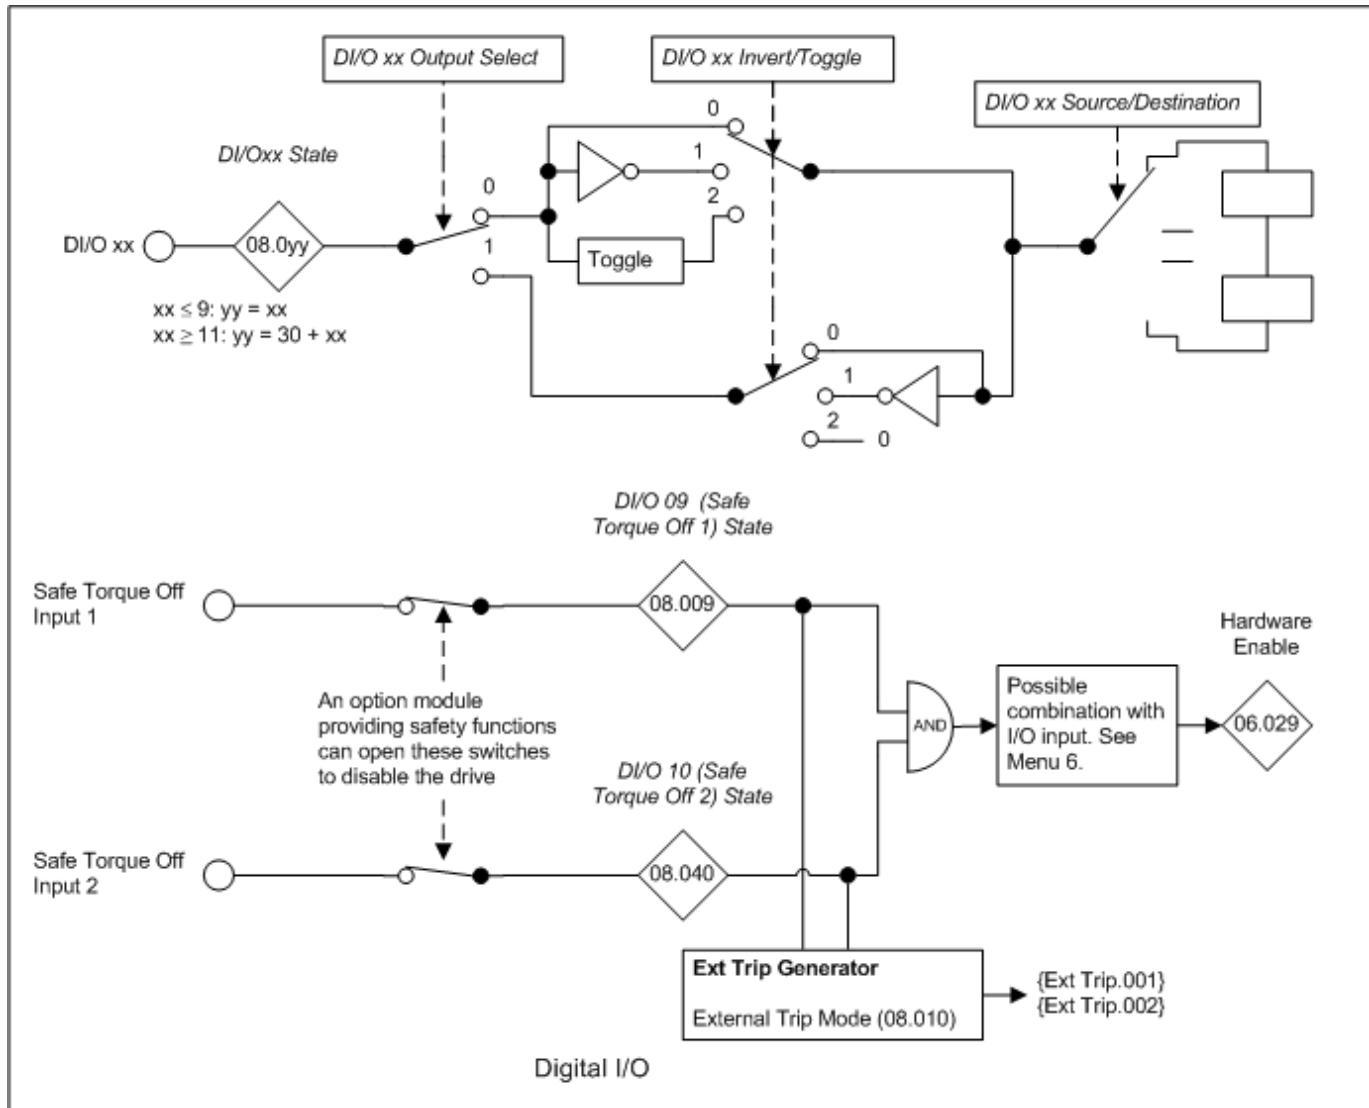 DI/O xx Output Select
DI/O xx Invert/Toggle
DI/O xx Source/Destination
DI/Oxx State
0
1
2
0
1
DI/O xx
08.0yy
Toggle
xx ≤ 9: yy = xx
xx ≥ 11: yy = 30 + xx
0
1
2
0
DI/O 09 (Safe
Torque Off 1) State
Safe Torque Off
Input 1
08.009
Hardware
Enable
An option module
providing safety functions
can open these switches
to disable the drive
AND
Possible
combination with
I/O input. See
Menu 6.
06.029
DI/O 10 (Safe
Torque Off 2) State
Safe Torque Off
Input 2
08.040
Ext Trip Generator
External Trip Mode (08.010)
{Ext Trip.001}
{Ext Trip.002}
Digital I/O